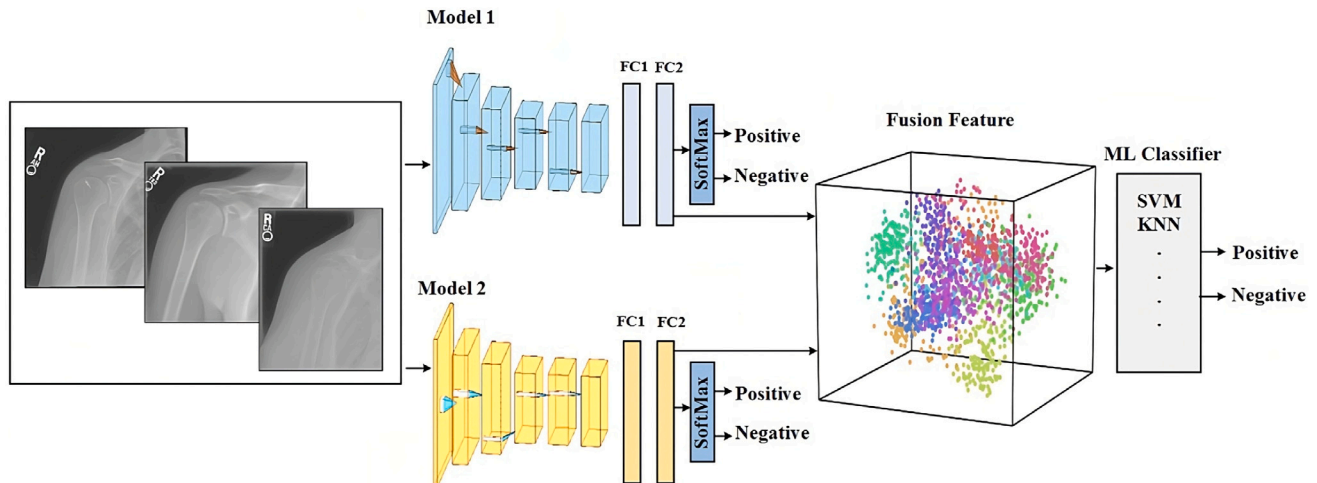 Model 1
FC1
FC2
SoftMax
Positive
Negative
Model 2
FC1
FC2
SoftMax
Positive
Negative
Fusion Feature
ML Classifier
SVM
KNN
Positive
Negative